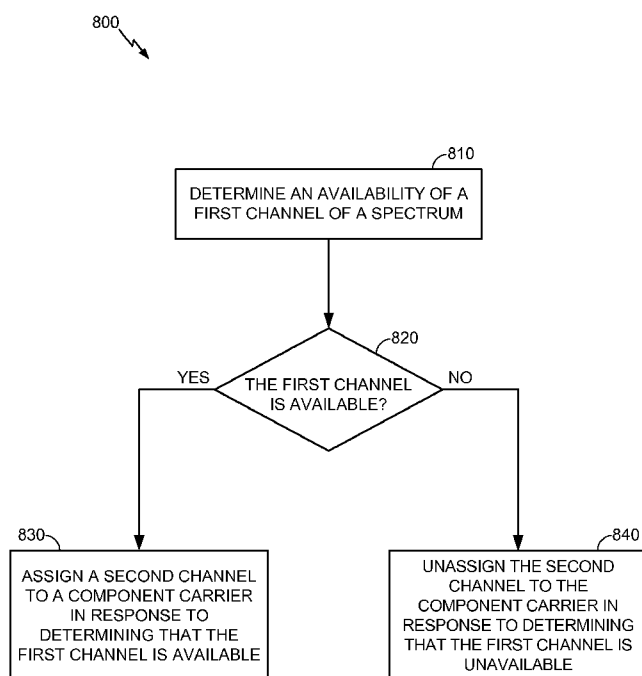 800
810
DETERMINE AN AVAILABILITY OF A
FIRST CHANNEL OF A SPECTRUM
820
YES
THE FIRST CHANNEL
IS AVAILABLE?
NO
830
ASSIGN A SECOND CHANNEL
TO A COMPONENT CARRIER
IN RESPONSE TO
DETERMINING THAT THE
FIRST CHANNEL IS AVAILABLE
840
UNASSIGN THE SECOND
CHANNEL TO THE
COMPONENT CARRIER IN
RESPONSE TO DETERMINING
THAT THE FIRST CHANNEL IS
UNAVAILABLE